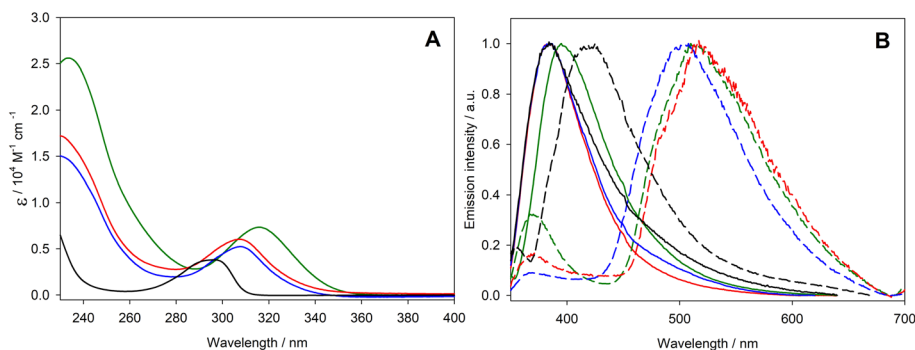 A
3.0
2.5
2.0
1.5
1.0
0.5
0.0
ε / 10⁴ M⁻¹ cm⁻¹
240 260 280 300 320 340 360 380 400
Wavelength / nm
B
1.0
0.8
0.6
0.4
0.2
0.0
Emission intensity / a.u.
400 500 600 700
Wavelength / nm